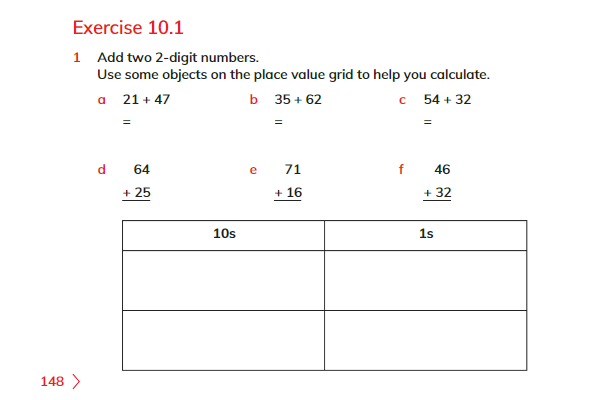 Exercise 10.1
1 Add two 2-digit numbers.
Use some objects on the place value grid to help you calculate.
a 21 + 47 b 35 + 62 c 54 + 32
= = =
d 64 e 71 f 46
+ 25 + 16 + 32
10s 1s
148